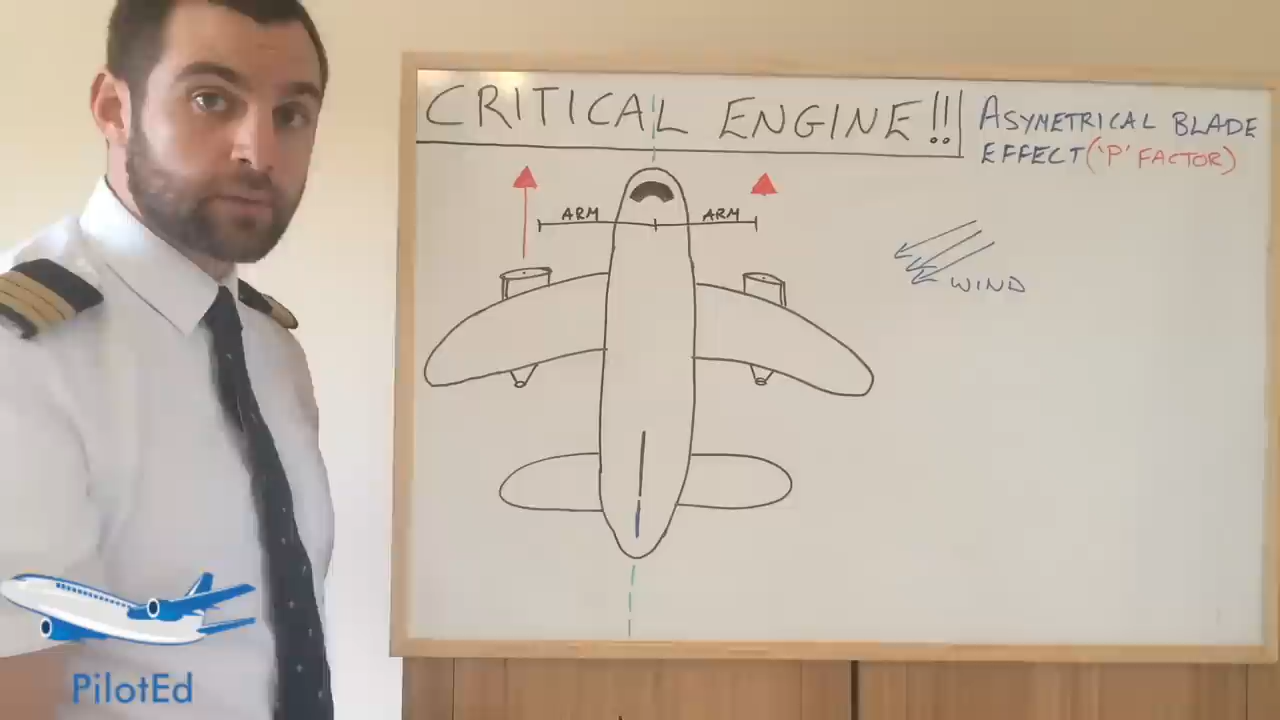 CRITICAL ENGINE!!
ASYMETRICAL BLADE
EFFECT ('P' FACTOR)
ARM ARM
WIND
PilotEd